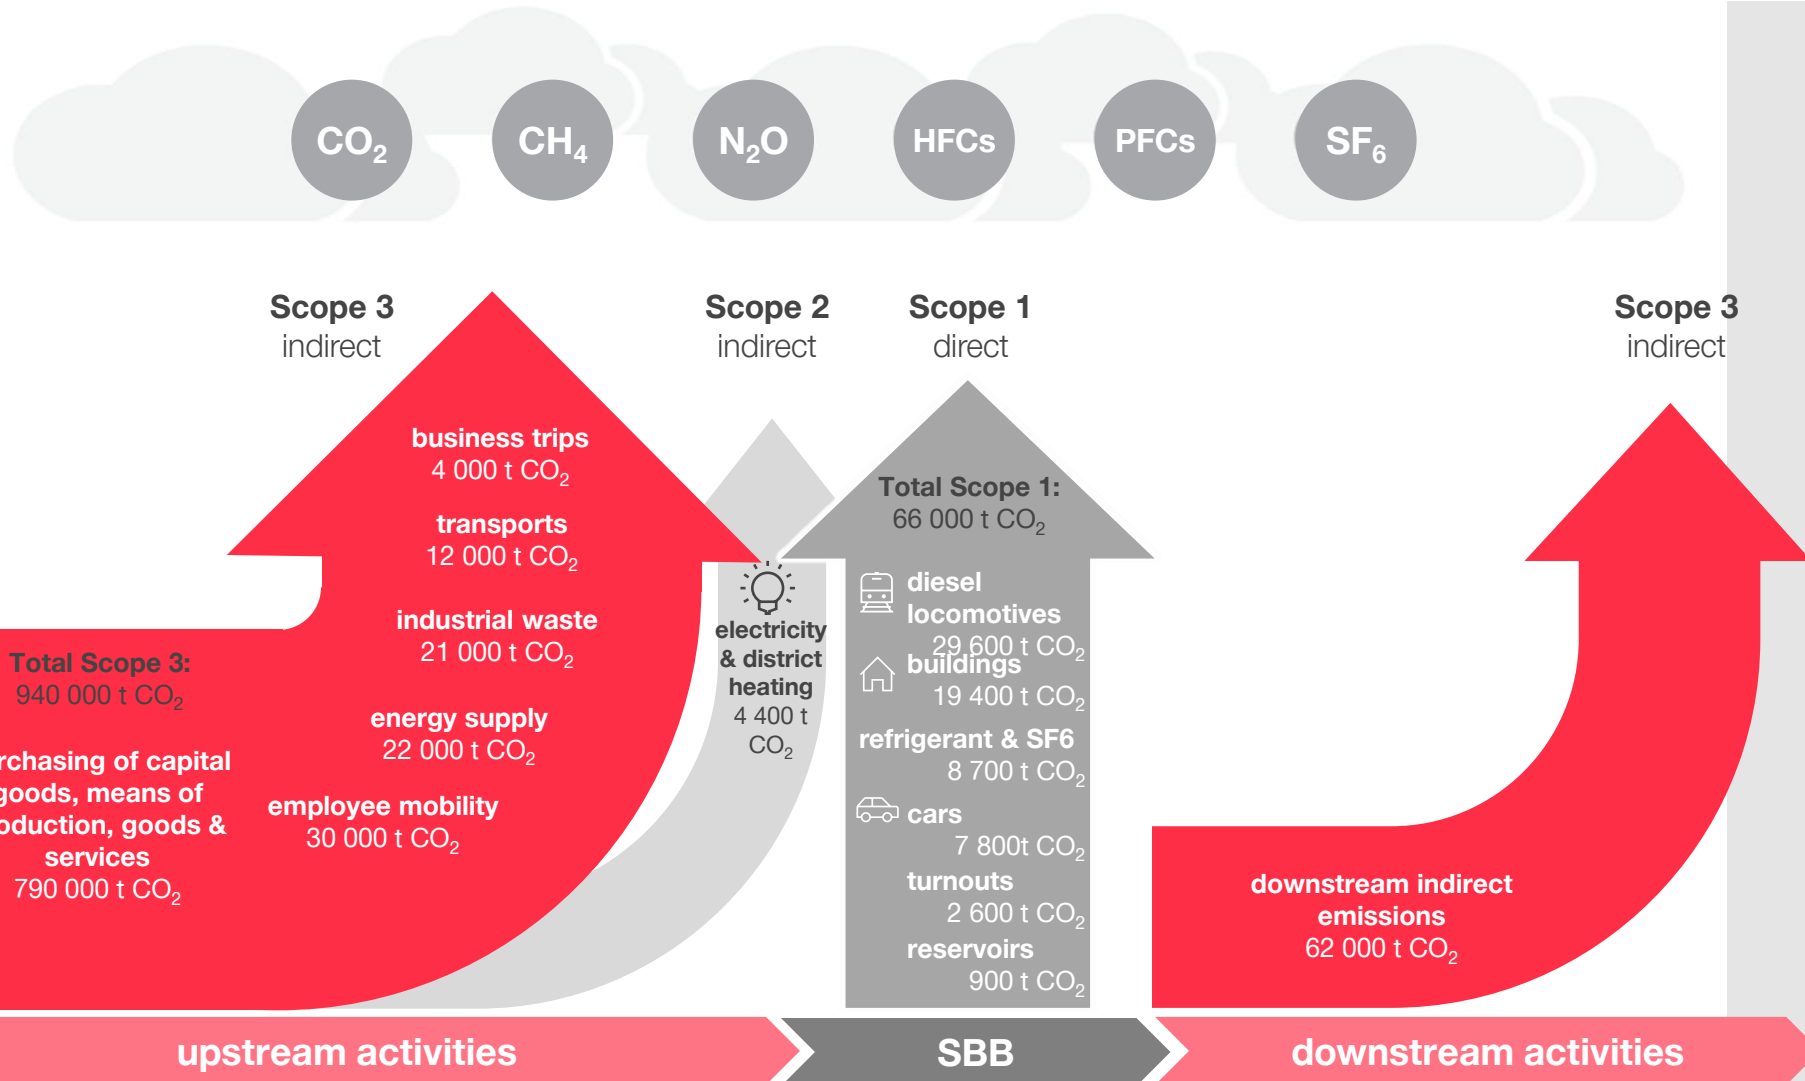 CO₂
CH₄
N₂O
HFCs
PFCs
SF₆
Scope 3
indirect
Scope 2
indirect
Scope 1
direct
Scope 3
indirect
business trips
4 000 t CO₂
transports
12 000 t CO₂
industrial waste
21 000 t CO₂
energy supply
22 000 t CO₂
employee mobility
30 000 t CO₂
Total Scope 3:
940 000 t CO₂
rchasing of capital
goods, means of
oduction, goods &
services
790 000 t CO₂
electricity
& district
heating
4 400 t
CO₂
Total Scope 1:
66 000 t CO₂
diesel
locomotives
29 600 t CO₂
buildings
19 400 t CO₂
refrigerant & SF6
8 700 t CO₂
cars
7 800t CO₂
turnouts
2 600 t CO₂
reservoirs
900 t CO₂
downstream indirect
emissions
62 000 t CO₂
upstream activities
SBB
downstream activities